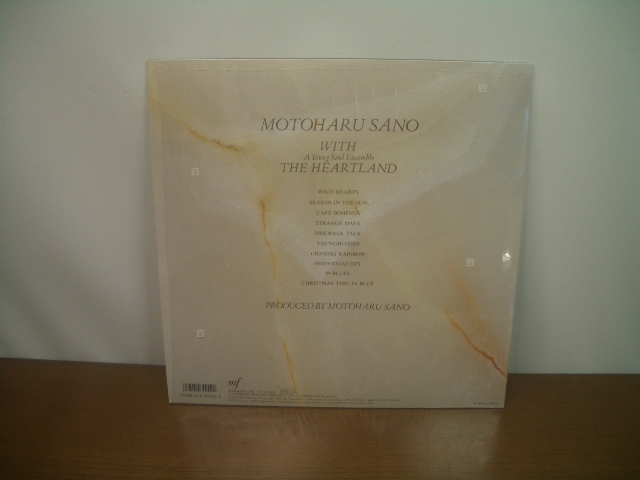 MOTOHARU SANO
WITH
A Young Soul Ensemble
THE HEARTLAND
WILD HEARTS
SEASON IN THE SUN
CAFÉ BOHEMIA
STRANGE DAYS
SIDEWALK TALK
YOUNGBLOODS
CHASING RAINBOW
INDIVIDUALISTS
99 BLUES
CHRISTMAS TIME IN BLUE
PRODUCED BY MOTOHARU SANO
mf